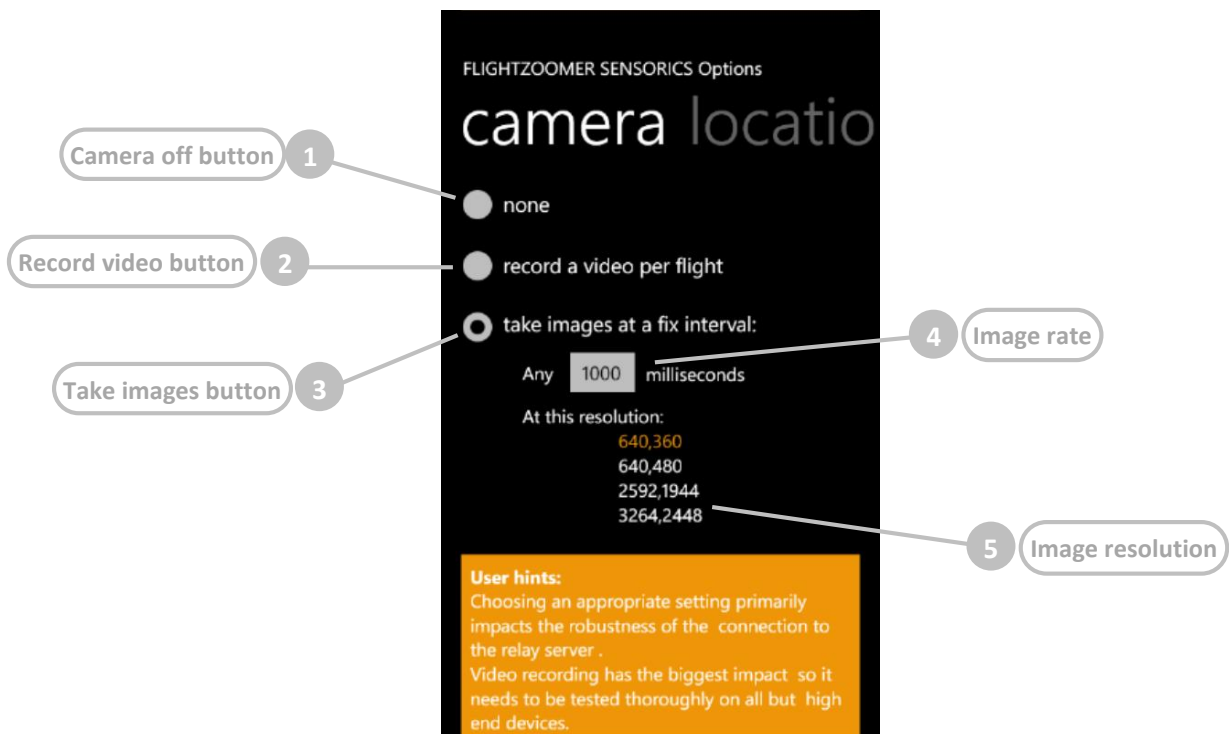 FLIGHTZOOMER SENSORICS Options
camera locatio
Camera off button 1
none
Record video button 2
record a video per flight
take images at a fix interval:
4 Image rate
Any 1000 milliseconds
Take images button 3
At this resolution:
640,360
640,480
2592,1944
3264,2448
5 Image resolution
User hints:
Choosing an appropriate setting primarily
impacts the robustness of the connection to
the relay server .
Video recording has the biggest impact so it
needs to be tested thoroughly on all but high
end devices.